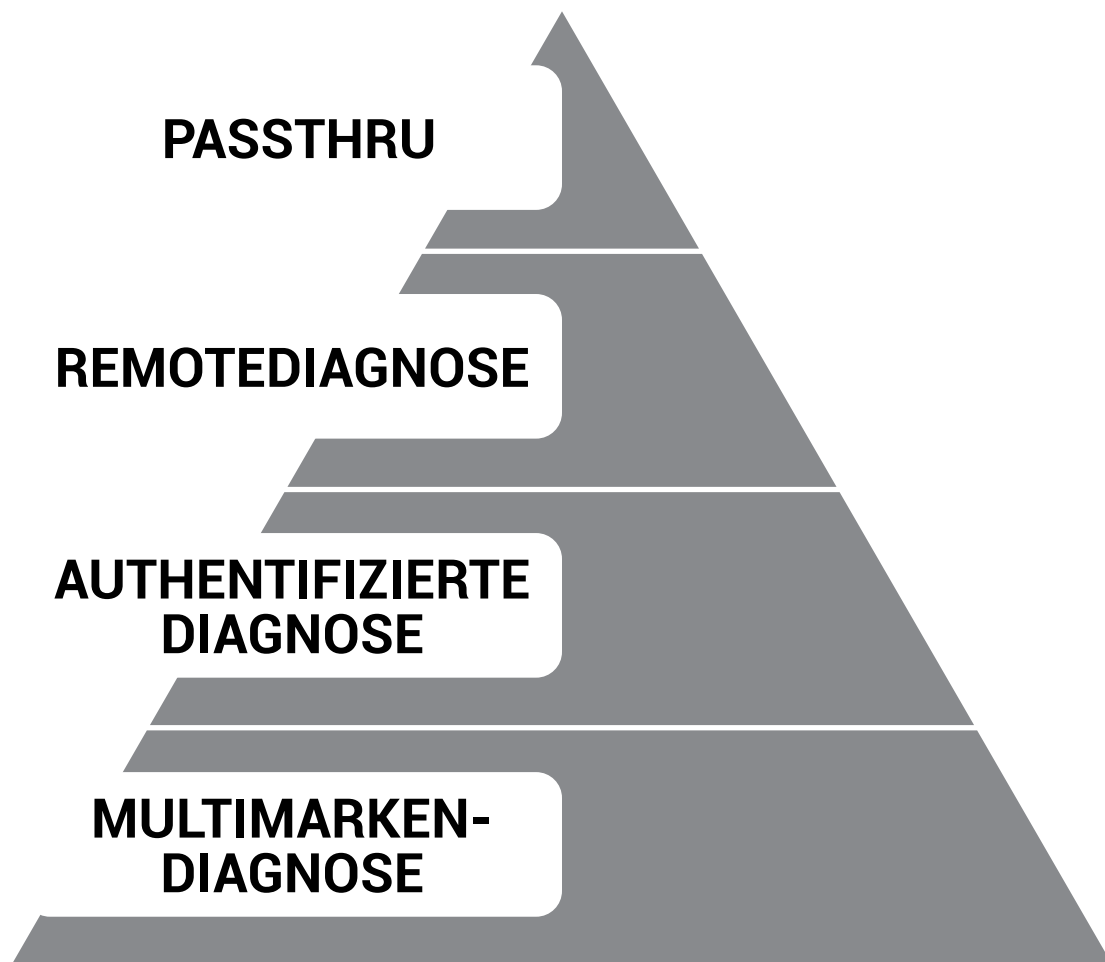 PASSTHRU
REMOTEDIAGNOSE
AUTHENTIFIZIERTE
DIAGNOSE
MULTIMARKEN-
DIAGNOSE